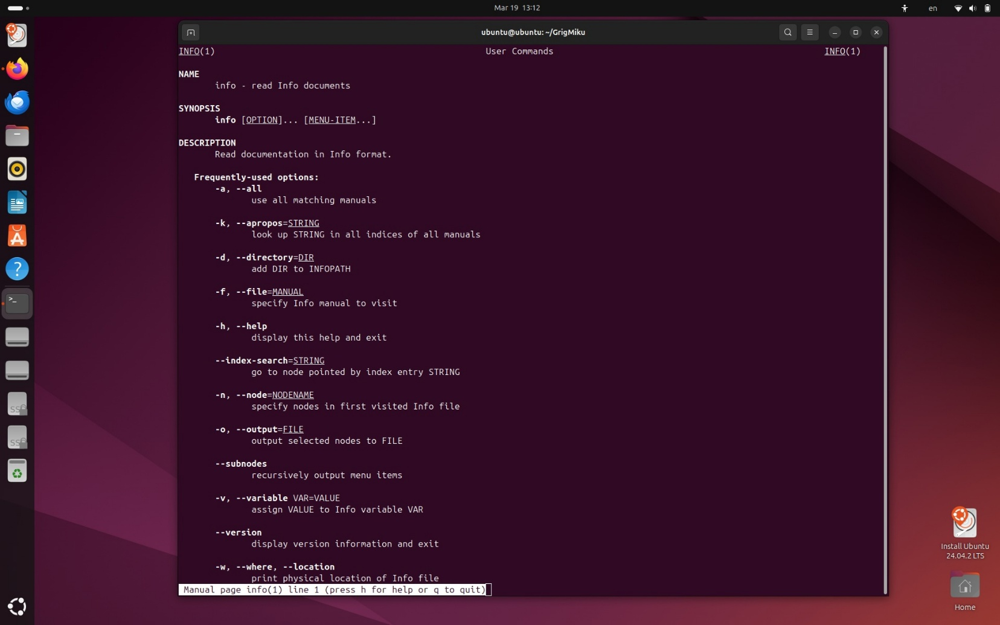 Mar 19  13:12
en
ubuntu@ubuntu: ~/GrigMiku
INFO(1) User Commands INFO(1)
NAME
info - read Info documents
SYNOPSIS
info [OPTION]... [MENU-ITEM...]
DESCRIPTION
Read documentation in Info format.
Frequently-used options:
-a, --all
use all matching manuals
-k, --apropos=STRING
look up STRING in all indices of all manuals
-d, --directory=DIR
add DIR to INFOPATH
-f, --file=MANUAL
specify Info manual to visit
-h, --help
display this help and exit
--index-search=STRING
go to node pointed by index entry STRING
-n, --node=NODENAME
specify nodes in first visited Info file
-o, --output=FILE
output selected nodes to FILE
--subnodes
recursively output menu items
-v, --variable VAR=VALUE
assign VALUE to Info variable VAR
--version
display version information and exit
-w, --where, --location
print physical location of Info file
Manual page info(1) line 1 (press h for help or q to quit)
Install Ubuntu
24.04.2 LTS
Home